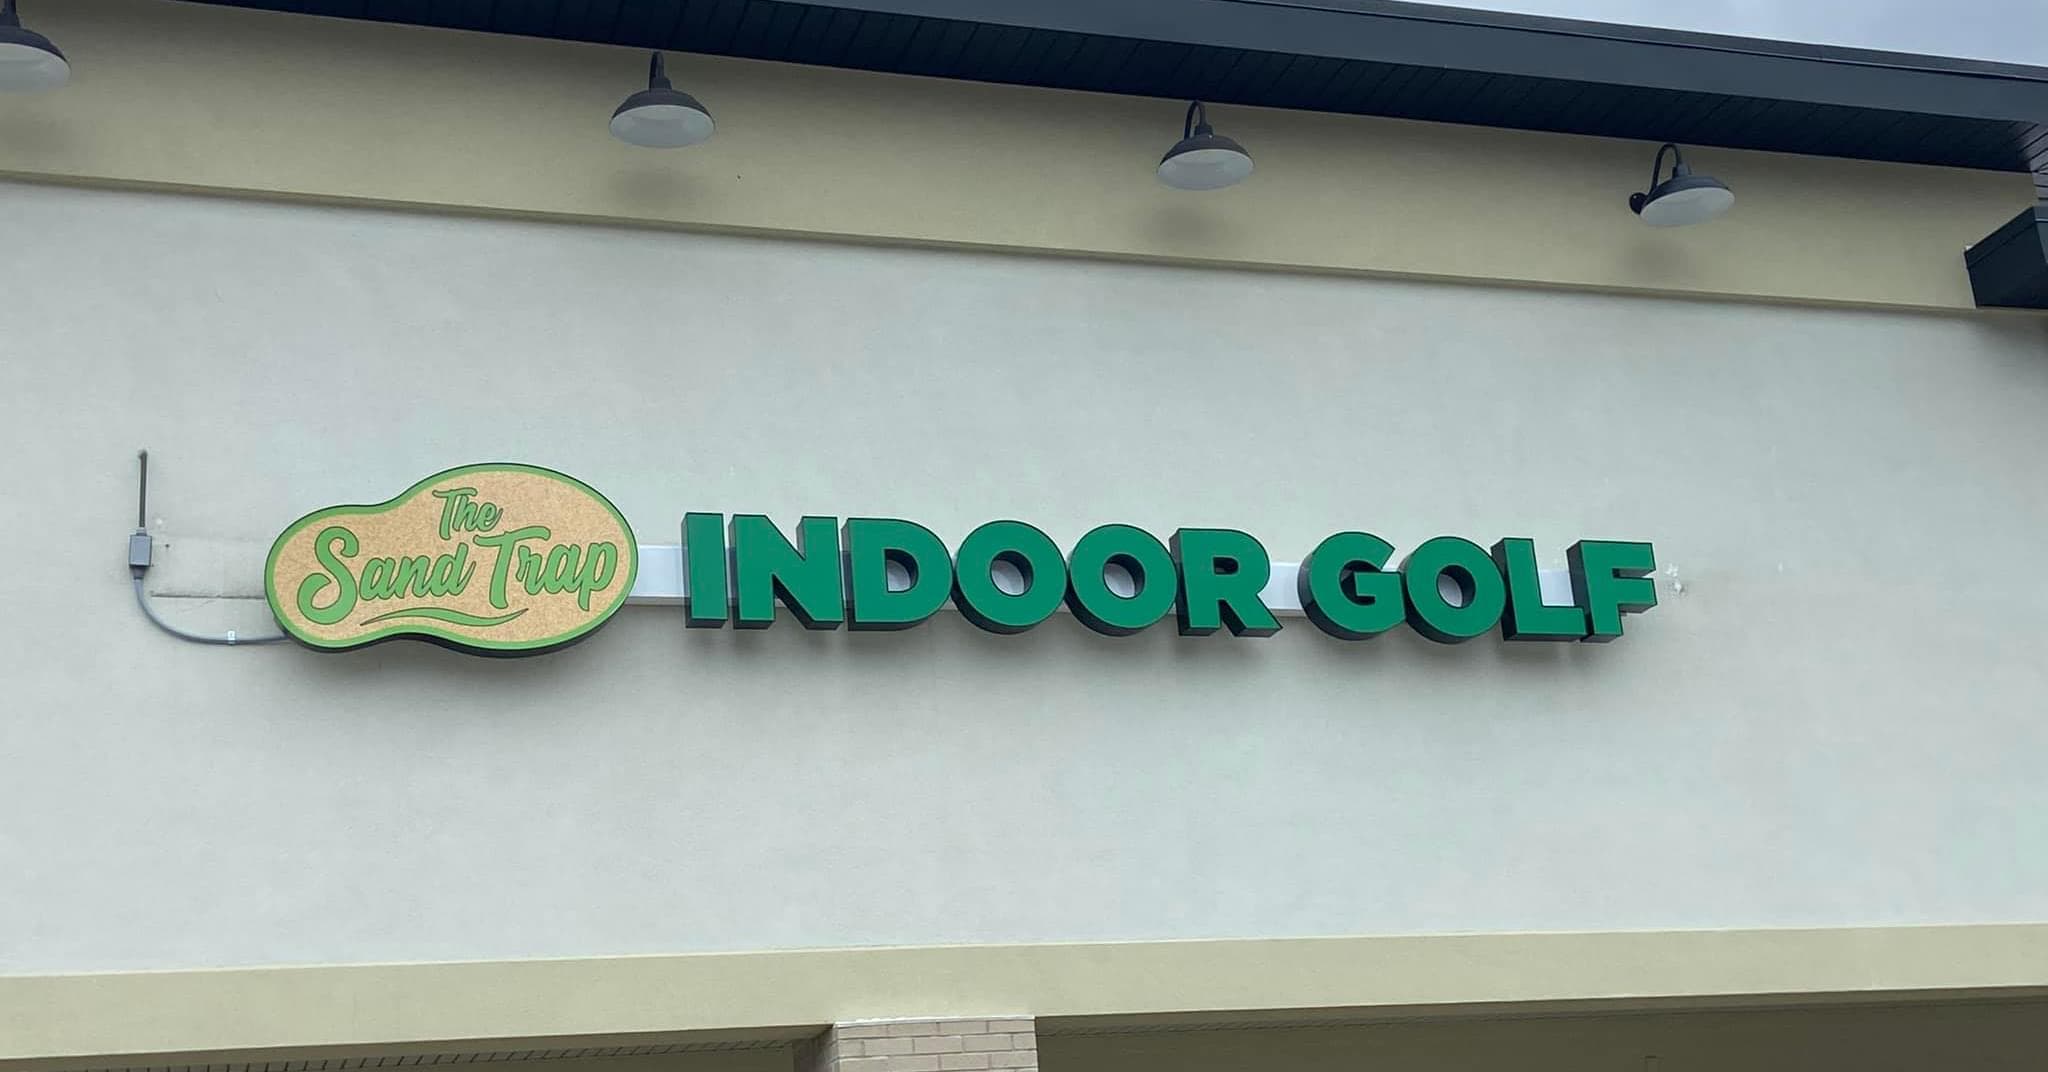 The
Sand Trap
INDOOR GOLF